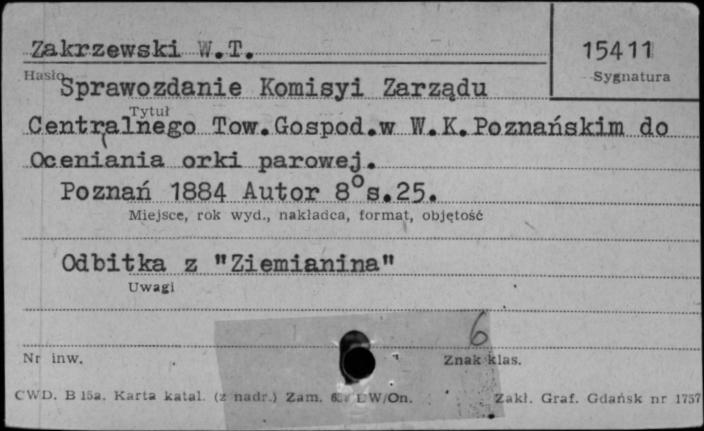 Zakrzewski W.T.
15411
Hasło
Sygnatura
Sprawozdanie Komisyi Zarządu
Tytuł
Centralnego Tow.Gospod.w W.K.Poznańskim do
Oceniania orki parowej.
Poznań 1884 Autor 8° s.25.
Miejsce, rok wyd., nakładca, format, objętość
Odbitka z "Ziemianina"
Uwagi
6
Nr inw.
Znak klas.
CWD. B 15a. Karta katal. (z nadr.) Zam. DW/On. Zakł. Graf. Gdańsk nr 1757